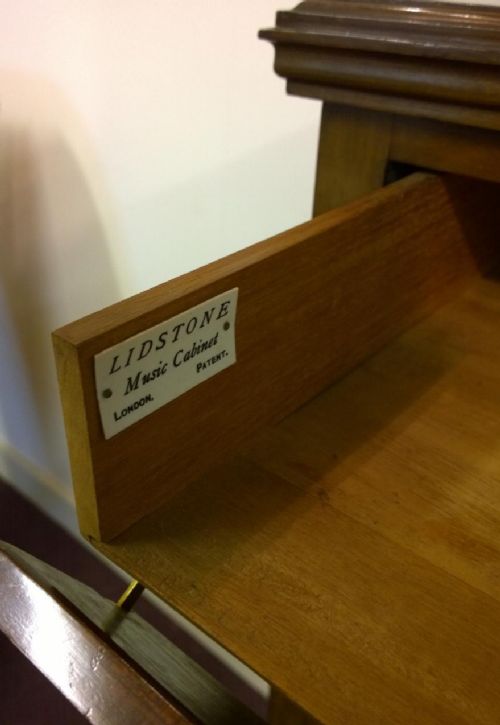 LIDSTONE
Music Cabinet
LONDON. PATENT.